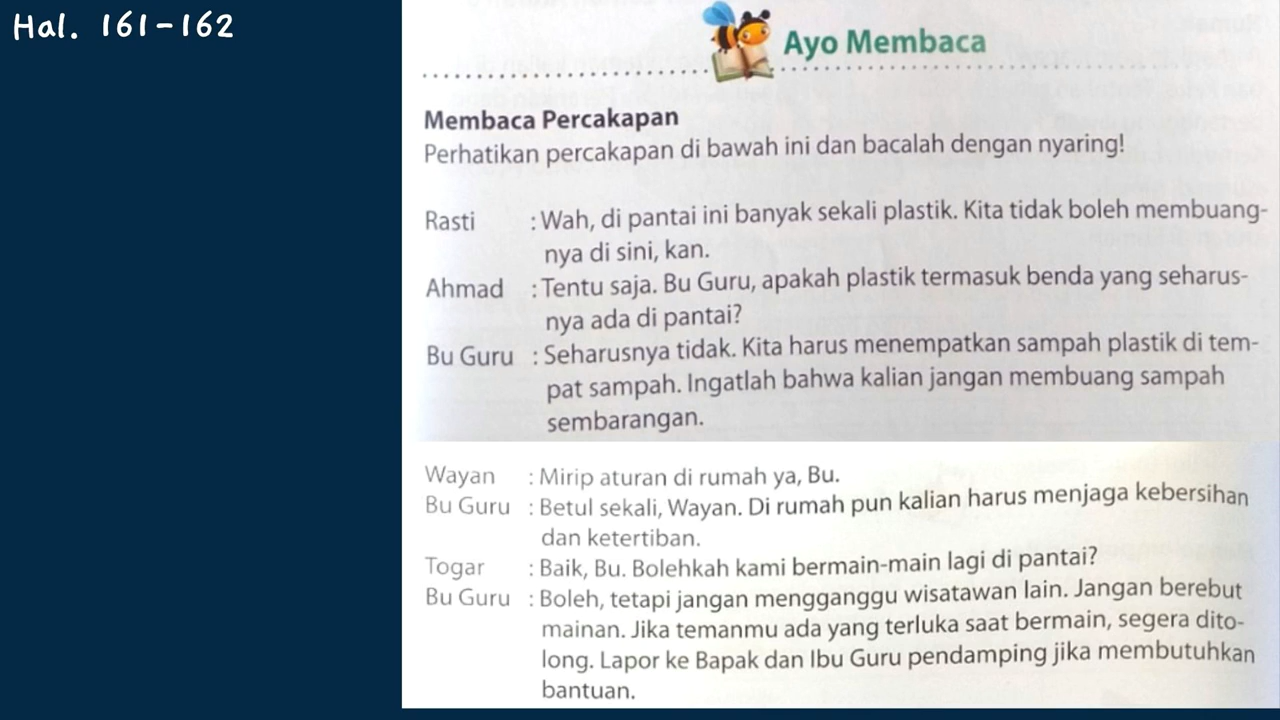 Hal. 161-162
Ayo Membaca
Membaca Percakapan
Perhatikan percakapan di bawah ini dan bacalah dengan nyaring!
Rasti : Wah, di pantai ini banyak sekali plastik. Kita tidak boleh membuang-
nya di sini, kan.
Ahmad : Tentu saja. Bu Guru, apakah plastik termasuk benda yang seharus-
nya ada di pantai?
Bu Guru : Seharusnya tidak. Kita harus menempatkan sampah plastik di tem-
pat sampah. Ingatlah bahwa kalian jangan membuang sampah
sembarangan.
Wayan : Mirip aturan di rumah ya, Bu.
Bu Guru : Betul sekali, Wayan. Di rumah pun kalian harus menjaga kebersihan
dan ketertiban.
Togar : Baik, Bu. Bolehkah kami bermain-main lagi di pantai?
Bu Guru : Boleh, tetapi jangan mengganggu wisatawan lain. Jangan berebut
mainan. Jika temanmu ada yang terluka saat bermain, segera dito-
long. Lapor ke Bapak dan Ibu Guru pendamping jika membutuhkan
bantuan.